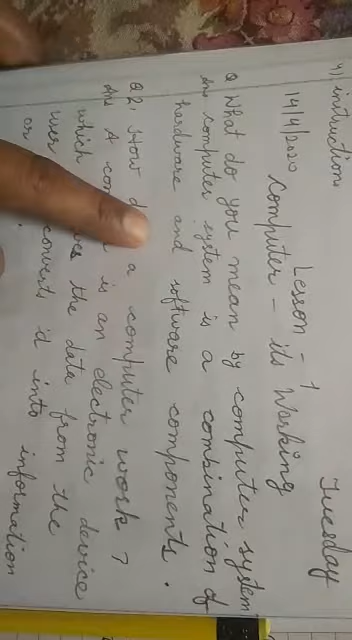 4) instructions
Tuesday
Lesson - 1
14/4/2020 Computer - its Working
Q. What do you mean by computer system
Ans computer system is a combination of
hardware and software components.
Q2. How a computer work?
Ans A is an electronic device
which the data from the
user converts it into information
or